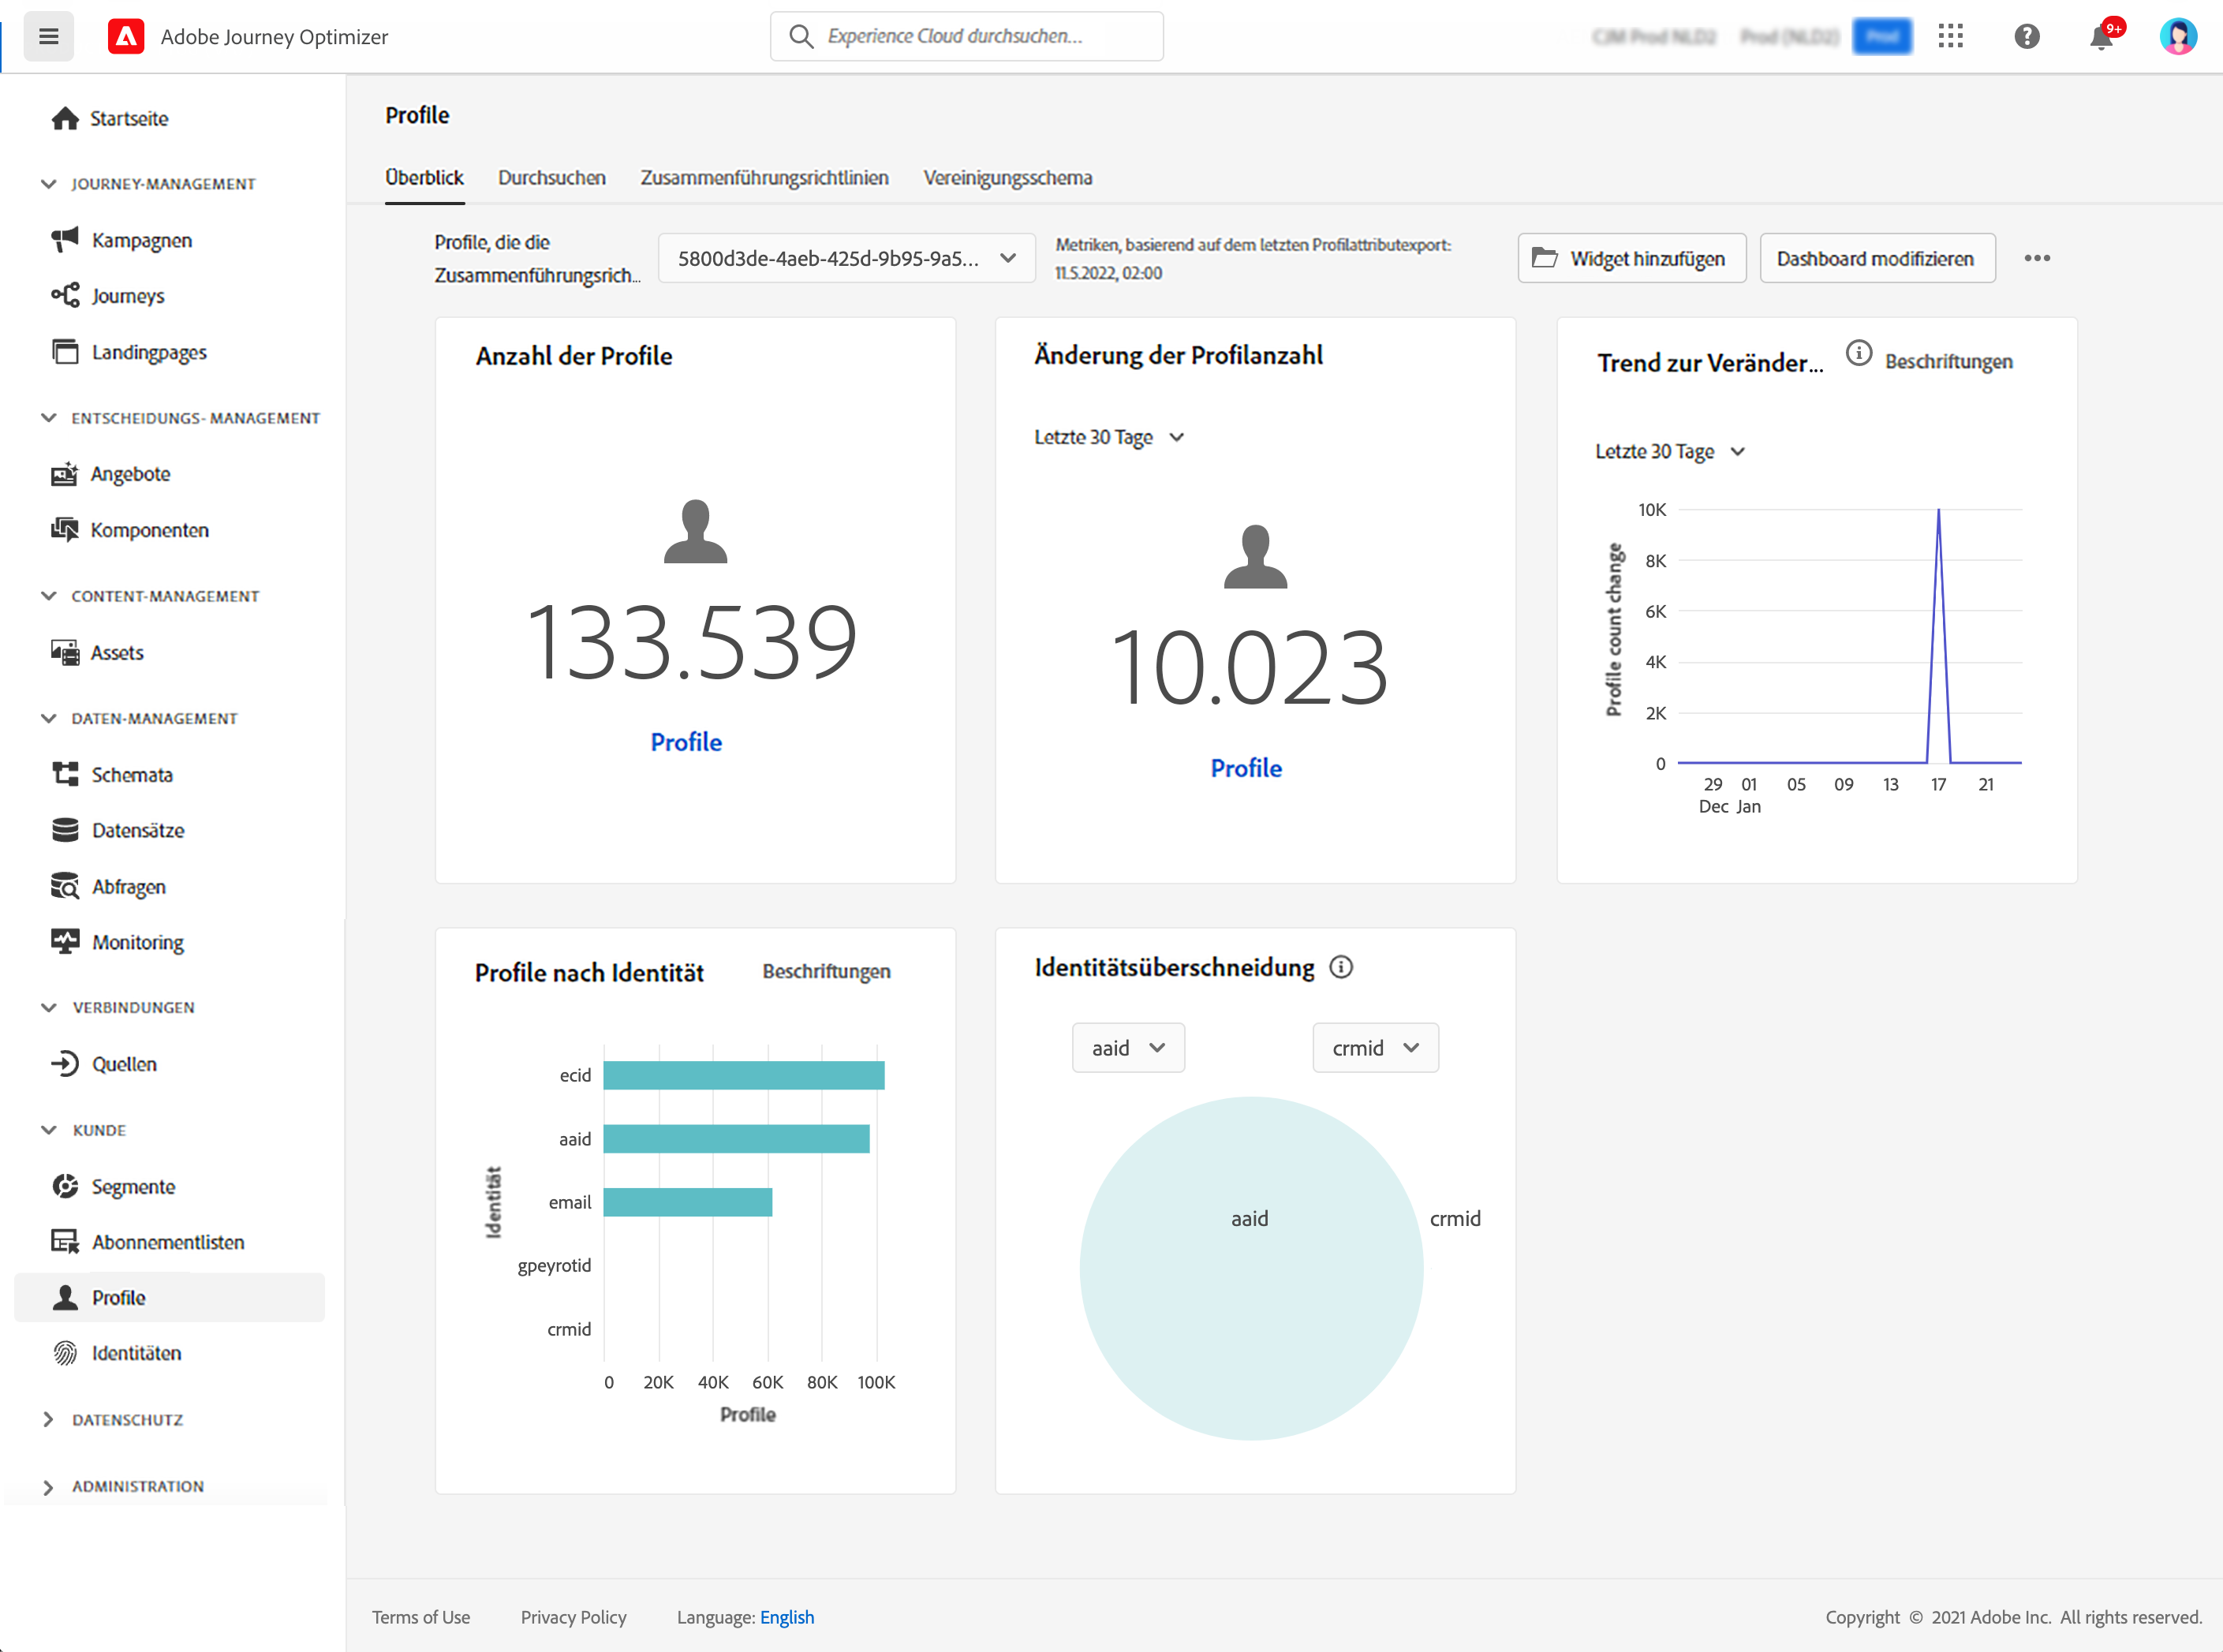 Adobe Journey Optimizer
Experience Cloud durchsuchen...
CJM Prod NLD2
Prod (NLD2)
Prod
9+
Startseite
JOURNEY-MANAGEMENT
Kampagnen
Journeys
Landingpages
ENTSCHEIDUNGS- MANAGEMENT
Angebote
Komponenten
CONTENT-MANAGEMENT
Assets
DATEN-MANAGEMENT
Schemata
Datensätze
Abfragen
Monitoring
VERBINDUNGEN
Quellen
KUNDE
Segmente
Abonnementlisten
Profile
Identitäten
DATENSCHUTZ
ADMINISTRATION
Profile
Überblick
Durchsuchen
Zusammenführungsrichtlinien
Vereinigungsschema
Profile, die die
Zusammenführungsrich...
5800d3de-4aeb-425d-9b95-9a5...
Metriken, basierend auf dem letzten Profilattributexport:
11.5.2022, 02:00
Widget hinzufügen
Dashboard modifizieren
Anzahl der Profile
133.539
Profile
Änderung der Profilanzahl
Letzte 30 Tage
10.023
Profile
Trend zur Veränder...
Beschriftungen
Letzte 30 Tage
Profile count change
10K
8K
6K
4K
2K
0
29 01 05 09 13 17 21
Dec Jan
Profile nach Identität
Beschriftungen
Identität
ecid
aaid
email
gpeyrotid
crmid
0 20K 40K 60K 80K 100K
Profile
Identitätsüberschneidung
aaid
crmid
aaid
crmid
Terms of Use
Privacy Policy
Language: English
Copyright © 2021 Adobe Inc. All rights reserved.